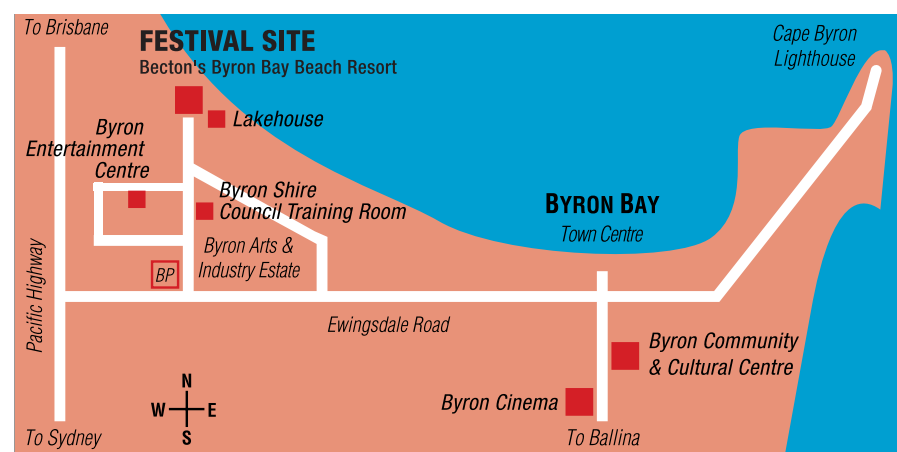 To Brisbane
FESTIVAL SITE
Becton's Byron Bay Beach Resort
Cape Byron
Lighthouse
Lakehouse
Byron
Entertainment
Centre
Byron Shire
Council Training Room
BYRON BAY
Town Centre
Byron Arts &
Industry Estate
BP
Pacific Highway
Ewingsdale Road
Byron Community
& Cultural Centre
Byron Cinema
N
W E
S
To Sydney
To Ballina